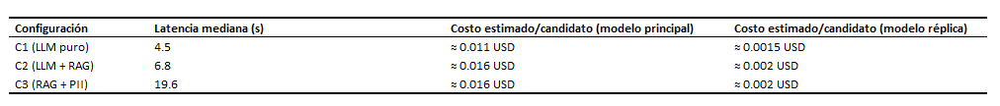 Configuración Latencia mediana (s) Costo estimado/candidato (modelo principal) Costo estimado/candidato (modelo réplica)
C1 (LLM puro) 4.5 ≈ 0.011 USD ≈ 0.0015 USD
C2 (LLM + RAG) 6.8 ≈ 0.016 USD ≈ 0.002 USD
C3 (RAG + PII) 19.6 ≈ 0.016 USD ≈ 0.002 USD